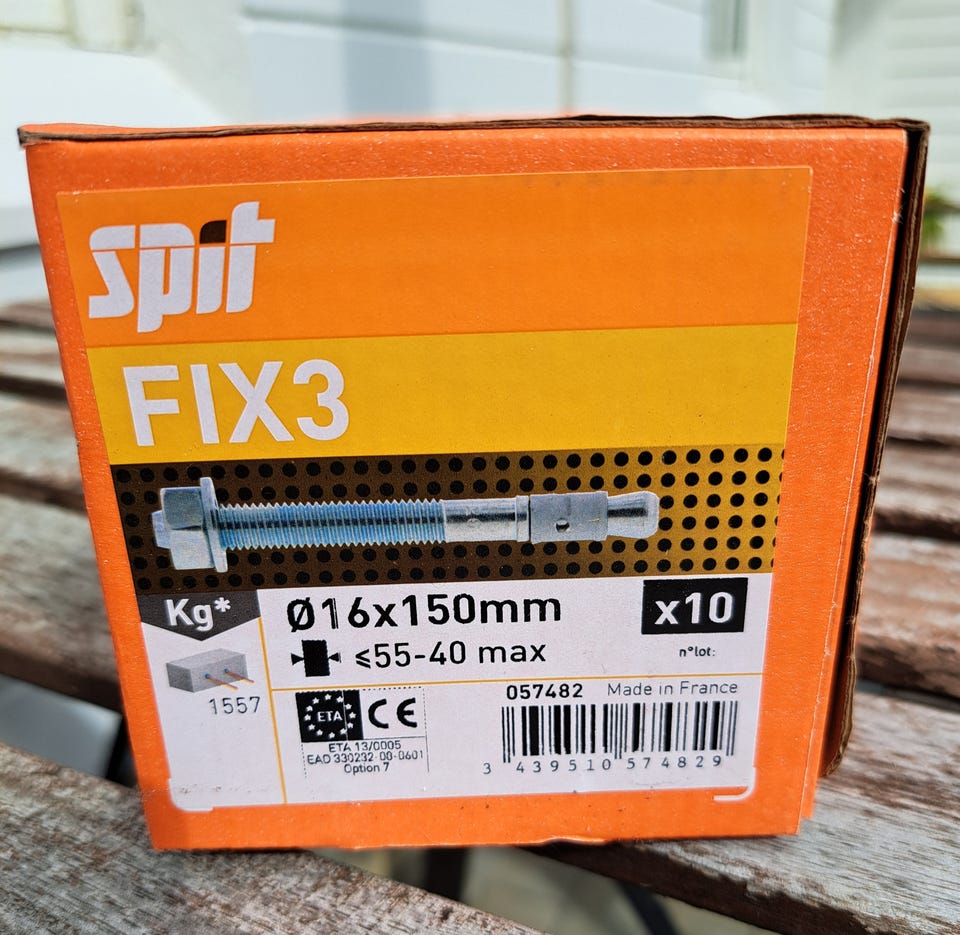 spit
FIX3
Kg*
Ø16x150mm
x10
≤55-40 max
n°lot:
1557
057482 Made in France
ETA
CE
ETA 13/0005
EAD 330232-00-0601
Option 7
3 439510 574829